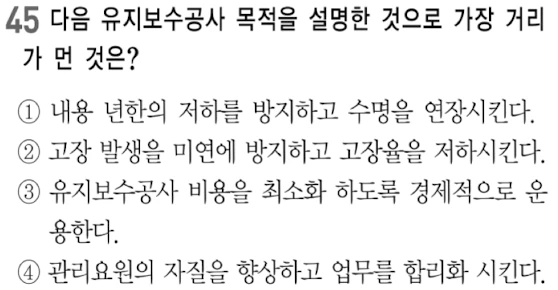 45 다음 유지보수공사 목적을 설명한 것으로 가장 거리
가 먼 것은?
① 내용 년한의 저하를 방지하고 수명을 연장시킨다.
② 고장 발생을 미연에 방지하고 고장율을 저하시킨다.
③ 유지보수공사 비용을 최소화 하도록 경제적으로 운
용한다.
④ 관리요원의 자질을 향상하고 업무를 합리화 시킨다.